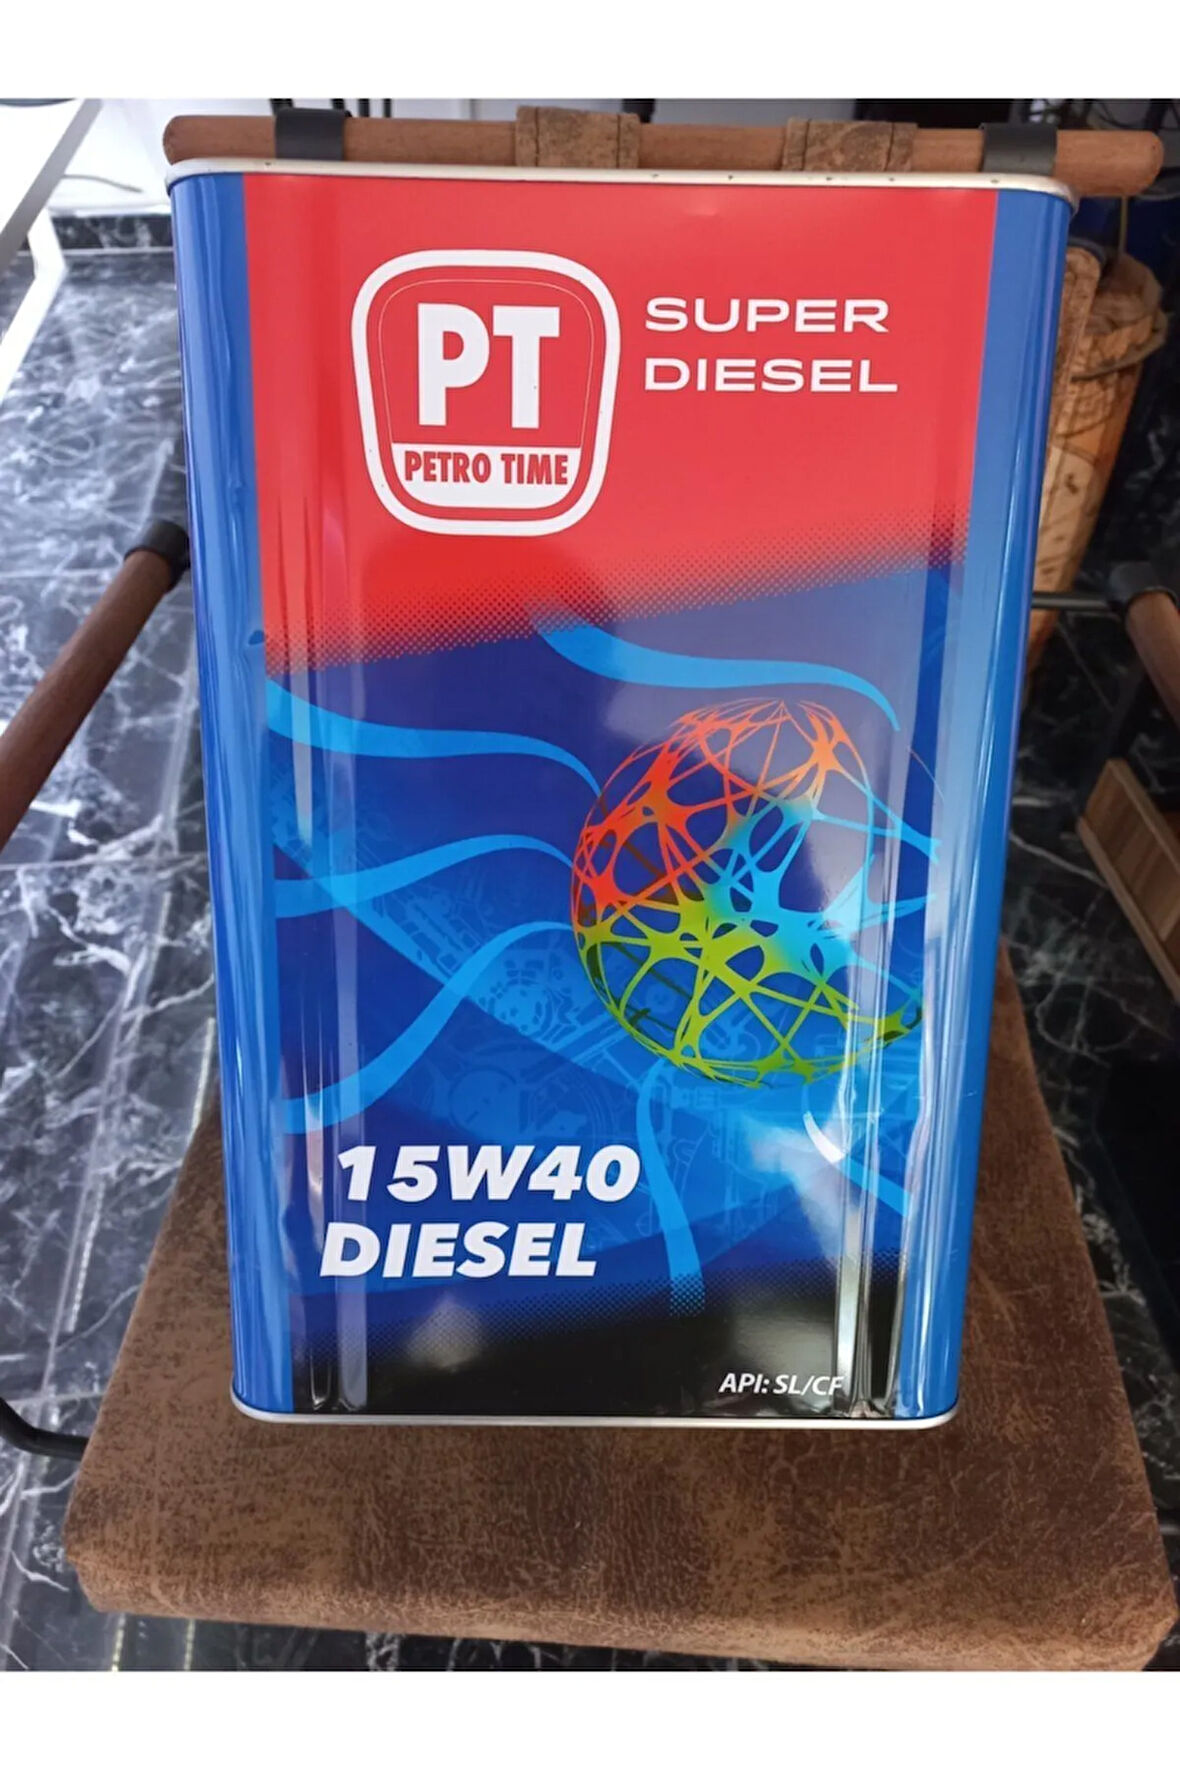 PT
PETRO TIME
SUPER
DIESEL
15W40
DIESEL
API: SL/CF